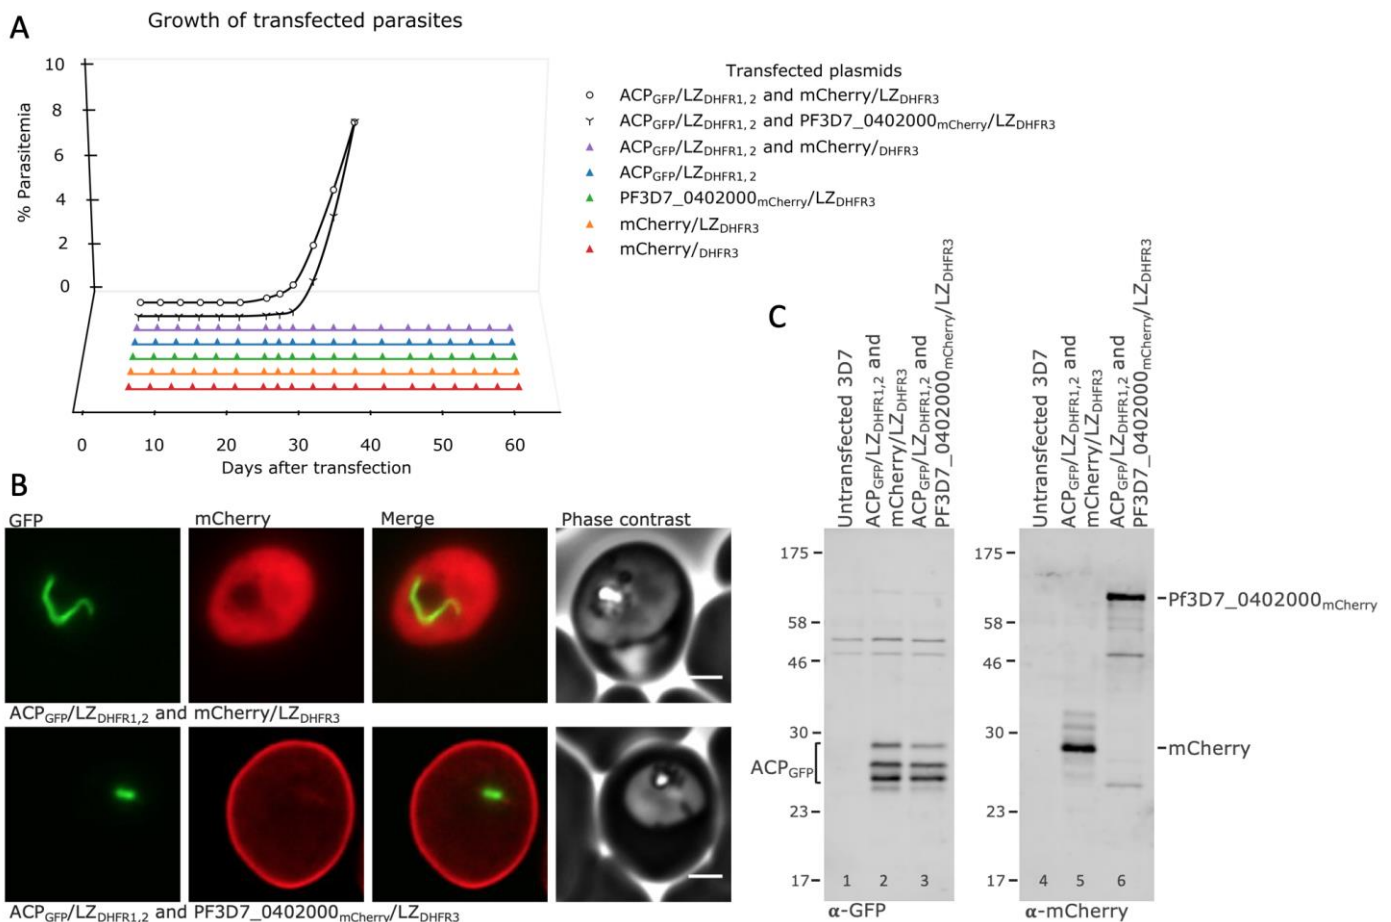 A
Growth of transfected parasites
10
8
6
4
2
0
% Parasitemia
0 10 20 30 40 50 60
Days after transfection
Transfected plasmids
ACPGFP/LZDHFR1, 2 and mCherry/LZDHFR3
ACPGFP/LZDHFR1, 2 and PF3D7_0402000mCherry/LZDHFR3
ACPGFP/LZDHFR1, 2 and mCherry/DHFR3
ACPGFP/LZDHFR1, 2
PF3D7_0402000mCherry/LZDHFR3
mCherry/LZDHFR3
mCherry/DHFR3
B
GFP mCherry Merge Phase contrast
ACPGFP/LZDHFR1,2 and mCherry/LZDHFR3
ACPGFP/LZDHFR1,2 and PF3D7_0402000mCherry/LZDHFR3
C
Untransfected 3D7
ACPGFP/LZDHFR1,2 and
mCherry/LZDHFR3
ACPGFP/LZDHFR1,2 and
PF3D7_0402000mCherry/LZDHFR3
175
58
46
30
ACPGFP
23
17
1 2 3
α-GFP
Untransfected 3D7
ACPGFP/LZDHFR1,2 and
mCherry/LZDHFR3
ACPGFP/LZDHFR1,2 and
PF3D7_0402000mCherry/LZDHFR3
175
Pf3D7_0402000mCherry
58
46
30
mCherry
23
17
4 5 6
α-mCherry